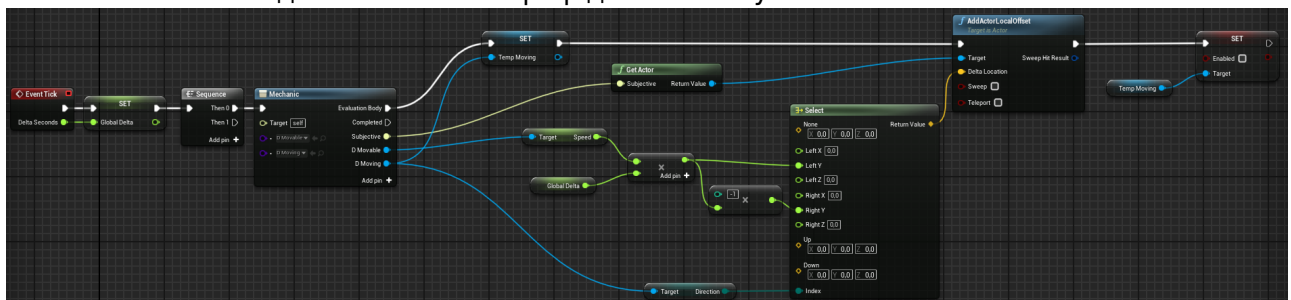 Event Tick
Delta Seconds
SET
Global Delta
Sequence
Then 0
Then 1
Add pin +
Mechanic
Evaluation Body
Target self
Completed
D Movable
Subjective
D Moving
D Movable
D Moving
Add pin +
SET
Temp Moving
Get Actor
Subjective
Return Value
Target
Speed
Global Delta
Add pin +
-1
Select
None
Return Value
X 0,0 Y 0,0 Z 0,0
Left X 0,0
Left Y
Left Z 0,0
Right X 0,0
Right Y
Right Z 0,0
Up
X 0,0 Y 0,0 Z 0,0
Down
X 0,0 Y 0,0 Z 0,0
Index
Target
Direction
AddActorLocalOffset
Target is Actor
Target
Sweep Hit Result
Delta Location
Sweep
Teleport
Temp Moving
SET
Enabled
Target